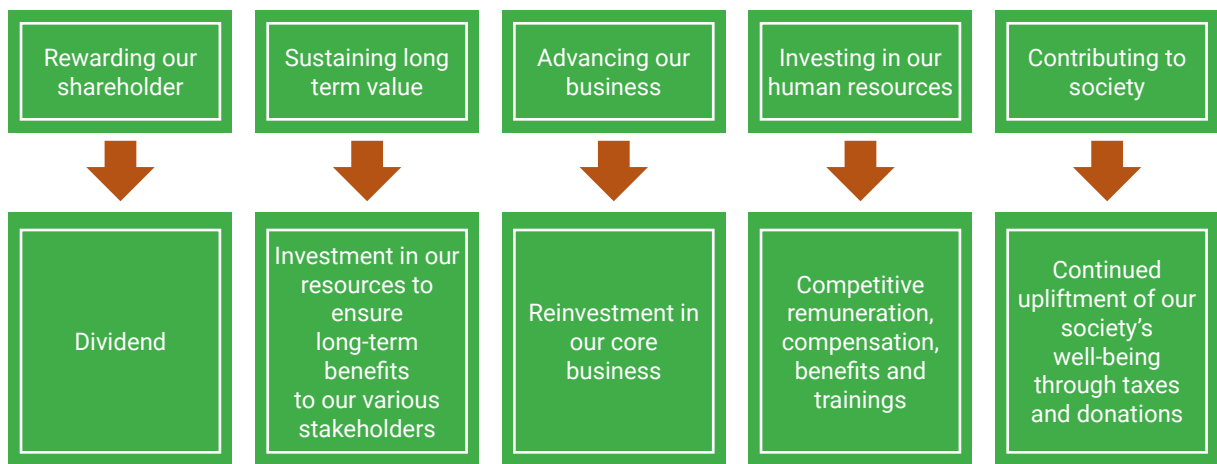 Rewarding our
shareholder
Sustaining long
term value
Advancing our
business
Investing in our
human resources
Contributing to
society
Dividend
Investment in our
resources to
ensure
long-term
benefits
to our various
stakeholders
Reinvestment in
our core
business
Competitive
remuneration,
compensation,
benefits and
trainings
Continued
upliftment of our
society’s
well-being
through taxes
and donations